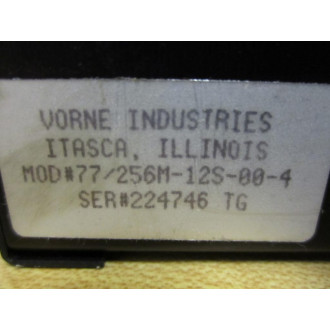 VORNE INDUSTRIES
ITASCA, ILLINOIS
MOD#77/256M-12S-00-4
SER#224746 TG